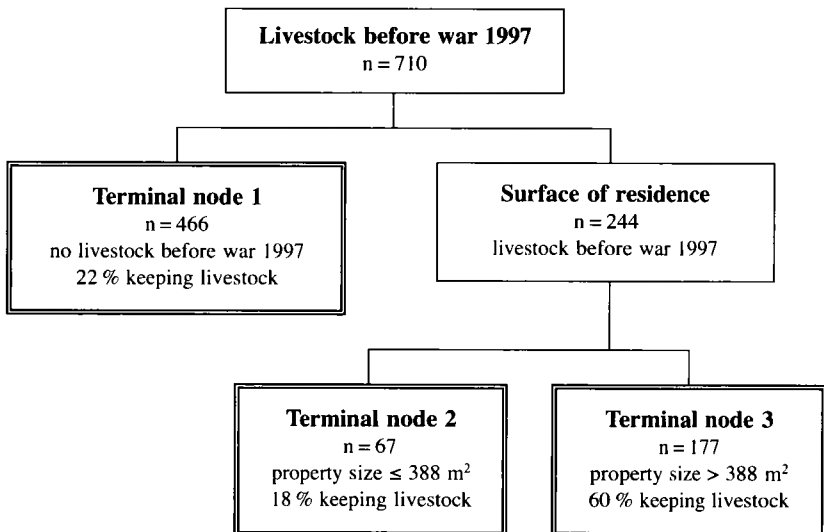 Livestock before war 1997
n = 710
Terminal node 1
n = 466
no livestock before war 1997
22 % keeping livestock
Surface of residence
n = 244
livestock before war 1997
Terminal node 2
n = 67
property size ≤ 388 m²
18 % keeping livestock
Terminal node 3
n = 177
property size > 388 m²
60 % keeping livestock